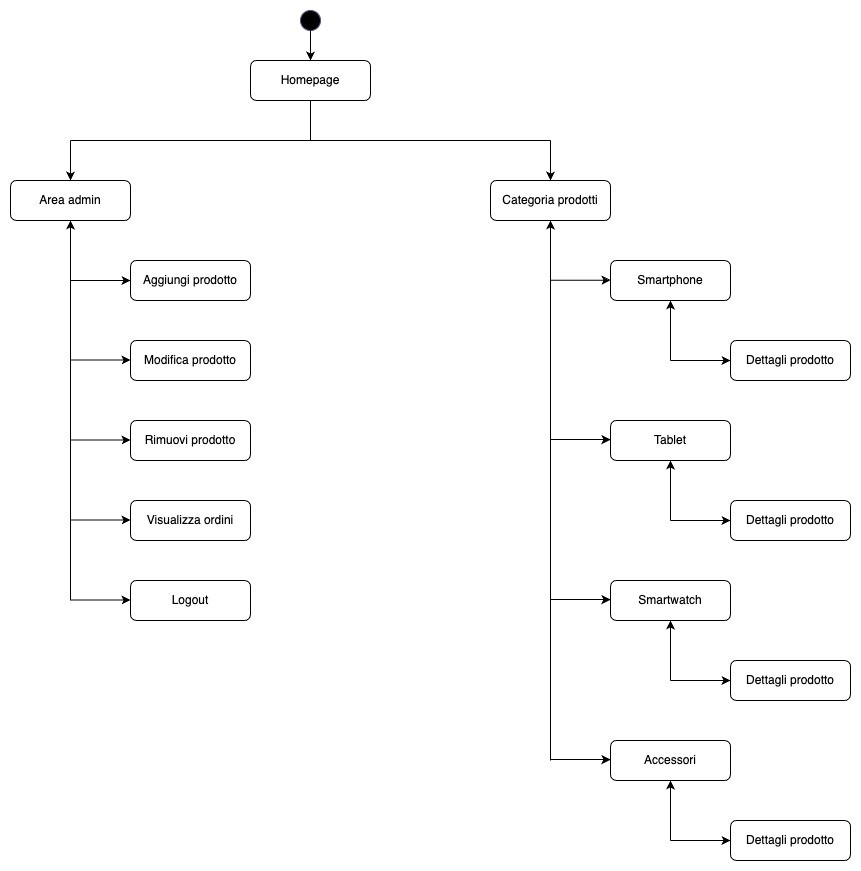 Homepage
Area admin
Categoria prodotti
Aggiungi prodotto
Smartphone
Modifica prodotto
Dettagli prodotto
Rimuovi prodotto
Tablet
Visualizza ordini
Dettagli prodotto
Logout
Smartwatch
Dettagli prodotto
Accessori
Dettagli prodotto